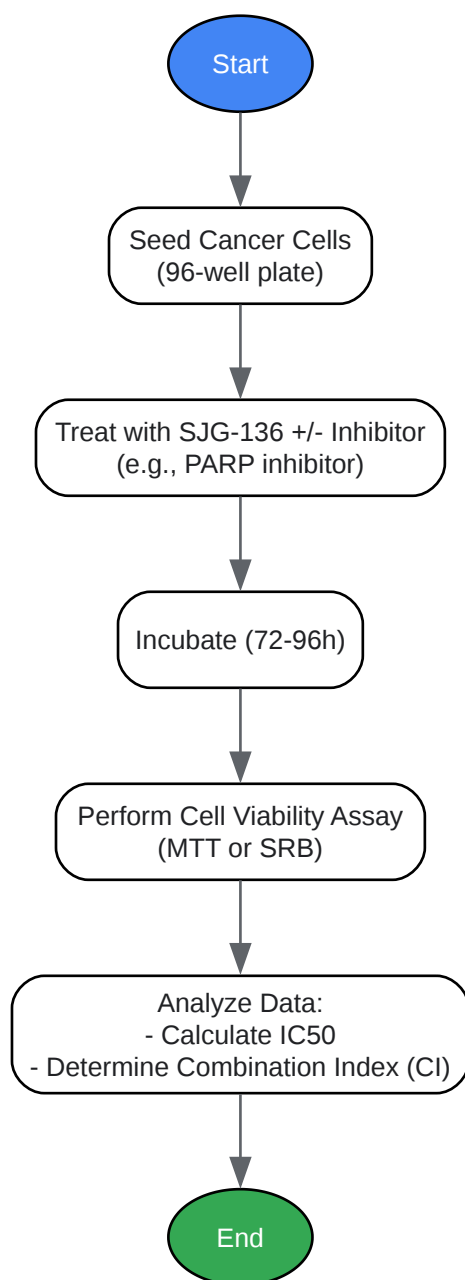 Start
Seed Cancer Cells
(96-well plate)
Treat with SJG-136 +/- Inhibitor
(e.g., PARP inhibitor)
Incubate (72-96h)
Perform Cell Viability Assay
(MTT or SRB)
Analyze Data:
- Calculate IC50
- Determine Combination Index (CI)
End